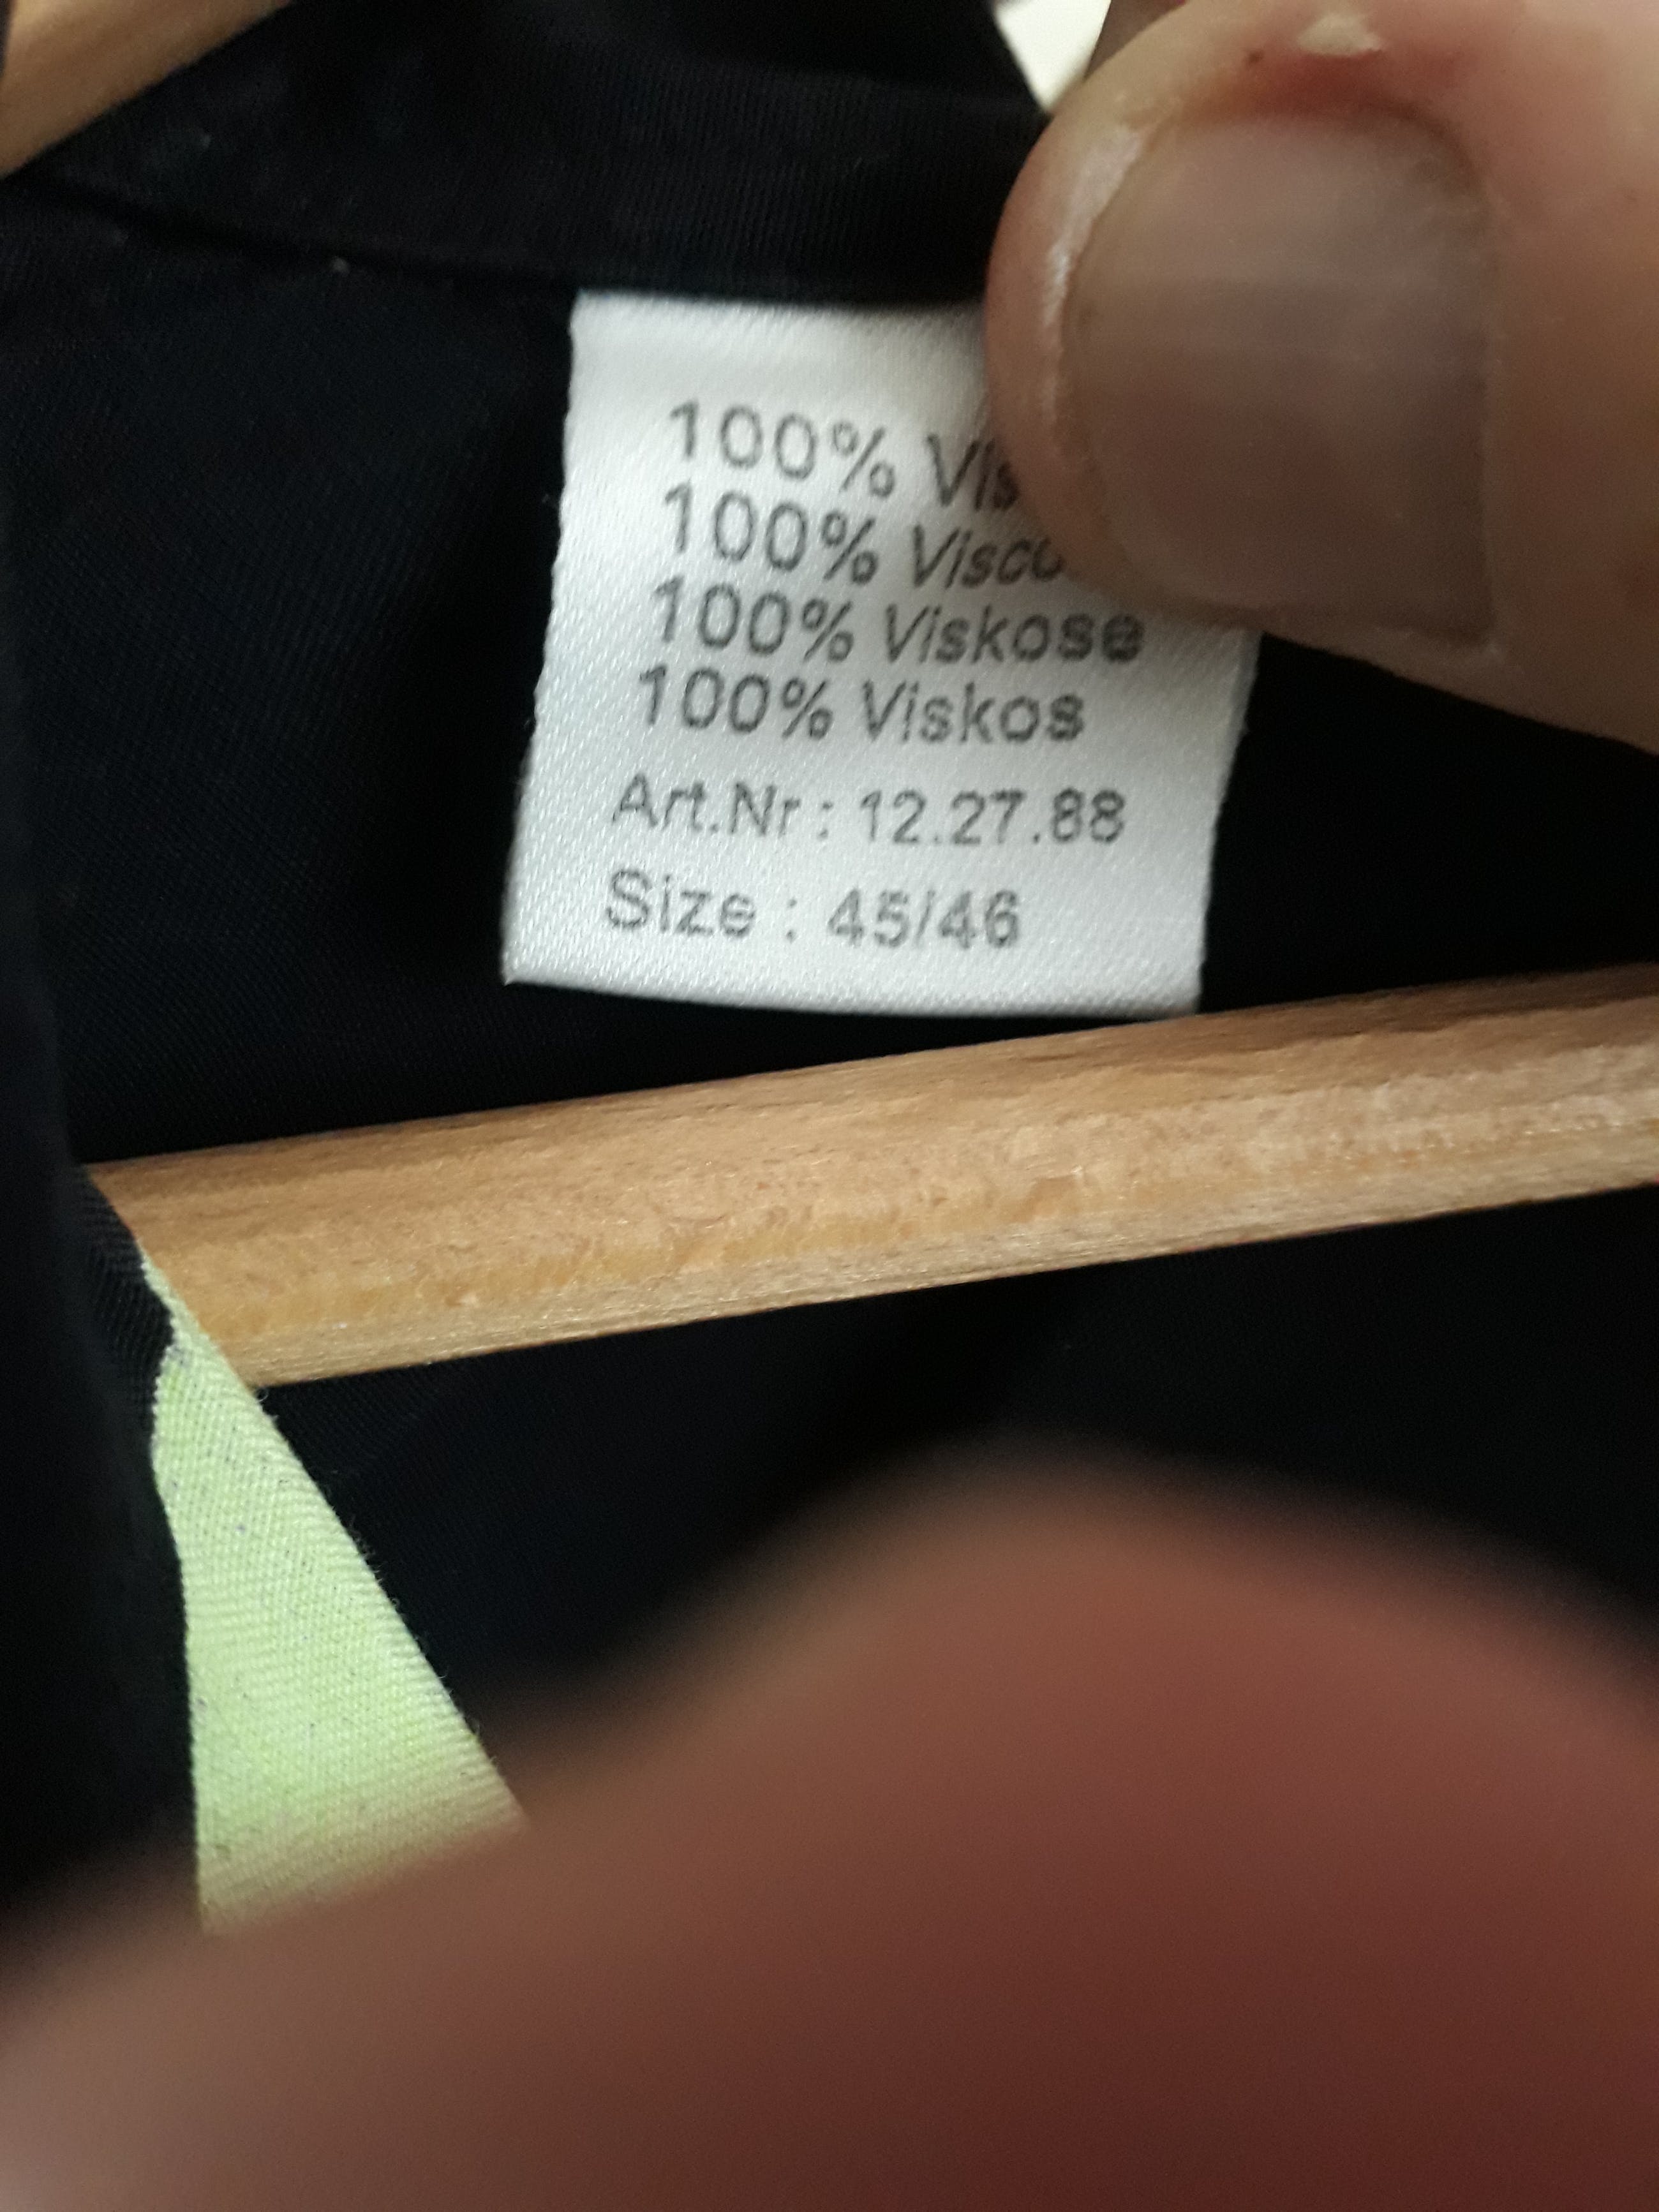 100%
100%
100% Viskose
100% Viskos
Art.Nr : 12.27.88
Size : 45/46